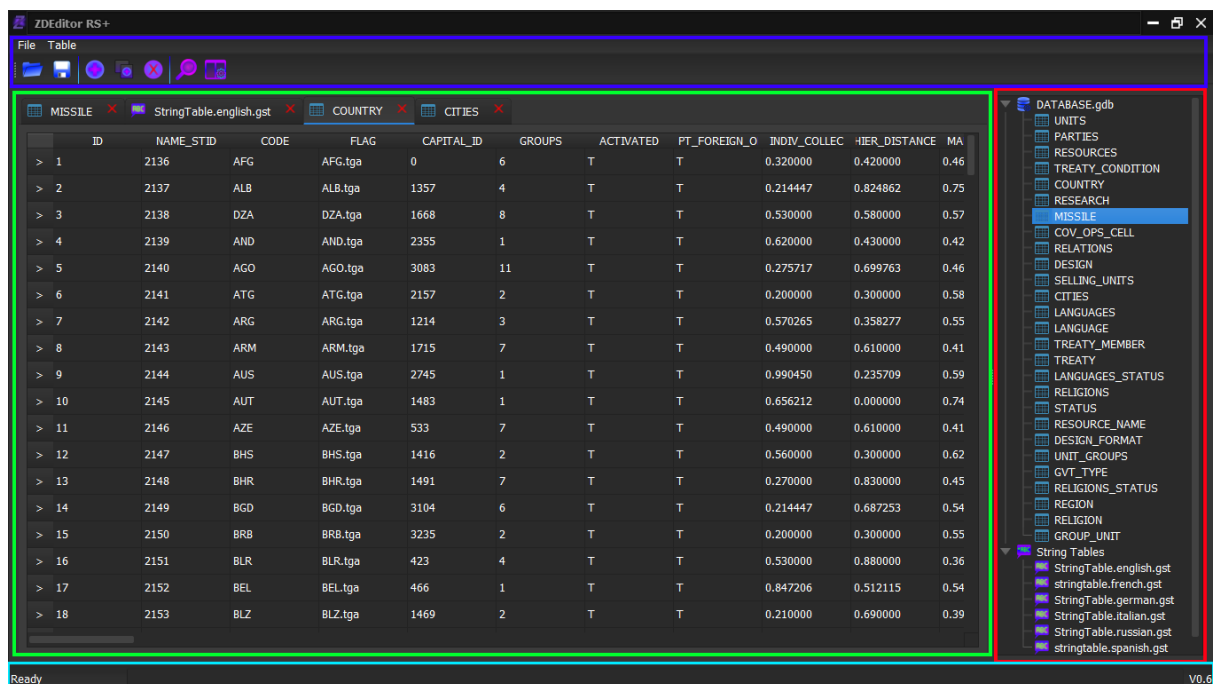 ZDEditor RS+
File Table
MISSILE StringTable.english.gst COUNTRY CITIES
ID NAME_STID CODE FLAG CAPITAL_ID GROUPS ACTIVATED PT_FOREIGN_O INDIV_COLLEC HIER_DISTANCE MA
> 1 2136 AFG AFG.tga 0 6 T T 0.320000 0.420000 0.46
> 2 2137 ALB ALB.tga 1357 4 T T 0.214447 0.824862 0.75
> 3 2138 DZA DZA.tga 1668 8 T T 0.530000 0.580000 0.57
> 4 2139 AND AND.tga 2355 1 T T 0.620000 0.430000 0.42
> 5 2140 AGO AGO.tga 3083 11 T T 0.275717 0.699763 0.46
> 6 2141 ATG ATG.tga 2157 2 T T 0.200000 0.300000 0.58
> 7 2142 ARG ARG.tga 1214 3 T T 0.570265 0.358277 0.55
> 8 2143 ARM ARM.tga 1715 7 T T 0.490000 0.610000 0.41
> 9 2144 AUS AUS.tga 2745 1 T T 0.990450 0.235709 0.59
> 10 2145 AUT AUT.tga 1483 1 T T 0.656212 0.000000 0.74
> 11 2146 AZE AZE.tga 533 7 T T 0.490000 0.610000 0.41
> 12 2147 BHS BHS.tga 1416 2 T T 0.560000 0.300000 0.62
> 13 2148 BHR BHR.tga 1491 7 T T 0.270000 0.830000 0.45
> 14 2149 BGD BGD.tga 3104 6 T T 0.214447 0.687253 0.54
> 15 2150 BRB BRB.tga 3235 2 T T 0.200000 0.300000 0.55
> 16 2151 BLR BLR.tga 423 4 T T 0.530000 0.880000 0.36
> 17 2152 BEL BEL.tga 466 1 T T 0.847206 0.512115 0.54
> 18 2153 BLZ BLZ.tga 1469 2 T T 0.210000 0.690000 0.39
DATABASE.gdb
UNITS
PARTIES
RESOURCES
TREATY_CONDITION
COUNTRY
RESEARCH
MISSILE
COV_OPS_CELL
RELATIONS
DESIGN
SELLING_UNITS
CITIES
LANGUAGES
LANGUAGE
TREATY_MEMBER
TREATY
LANGUAGES_STATUS
RELIGIONS
STATUS
RESOURCE_NAME
DESIGN_FORMAT
UNIT_GROUPS
GVT_TYPE
RELIGIONS_STATUS
REGION
RELIGION
GROUP_UNIT
String Tables
StringTable.english.gst
stringtable.french.gst
StringTable.german.gst
StringTable.italian.gst
StringTable.russian.gst
stringtable.spanish.gst
Ready V0.6